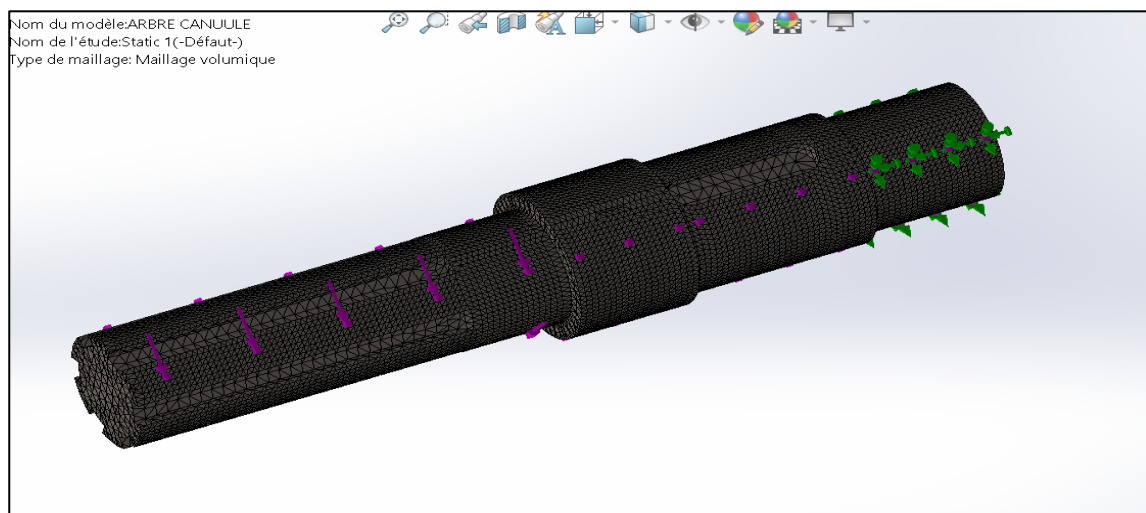 Nom du modèle:ARBRE CANUULE
Nom de l'étude:Static 1(-Défaut-)
Type de maillage: Maillage volumique